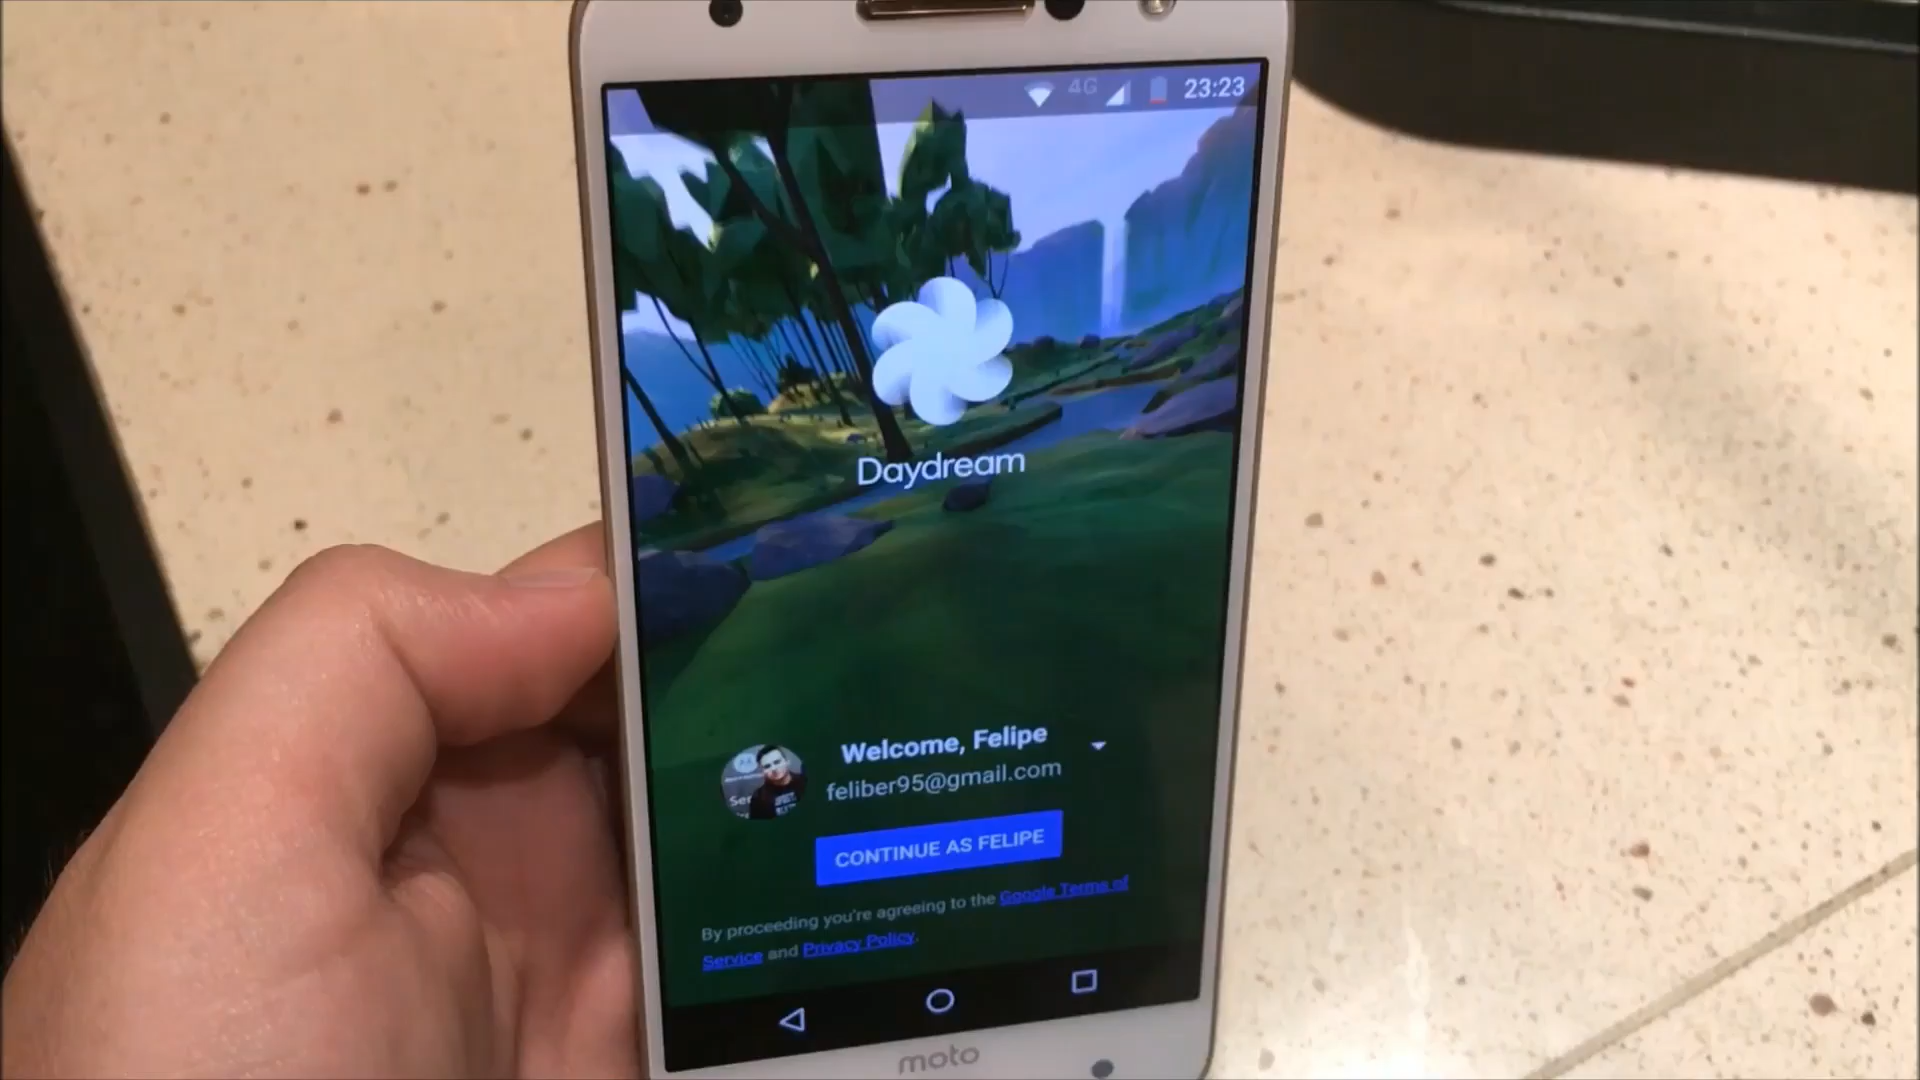 4G 23:23
Daydream
Welcome, Felipe
feliber95@gmail.com
CONTINUE AS FELIPE
By proceeding you're agreeing to the Google Terms of
Service and Privacy Policy.
moto